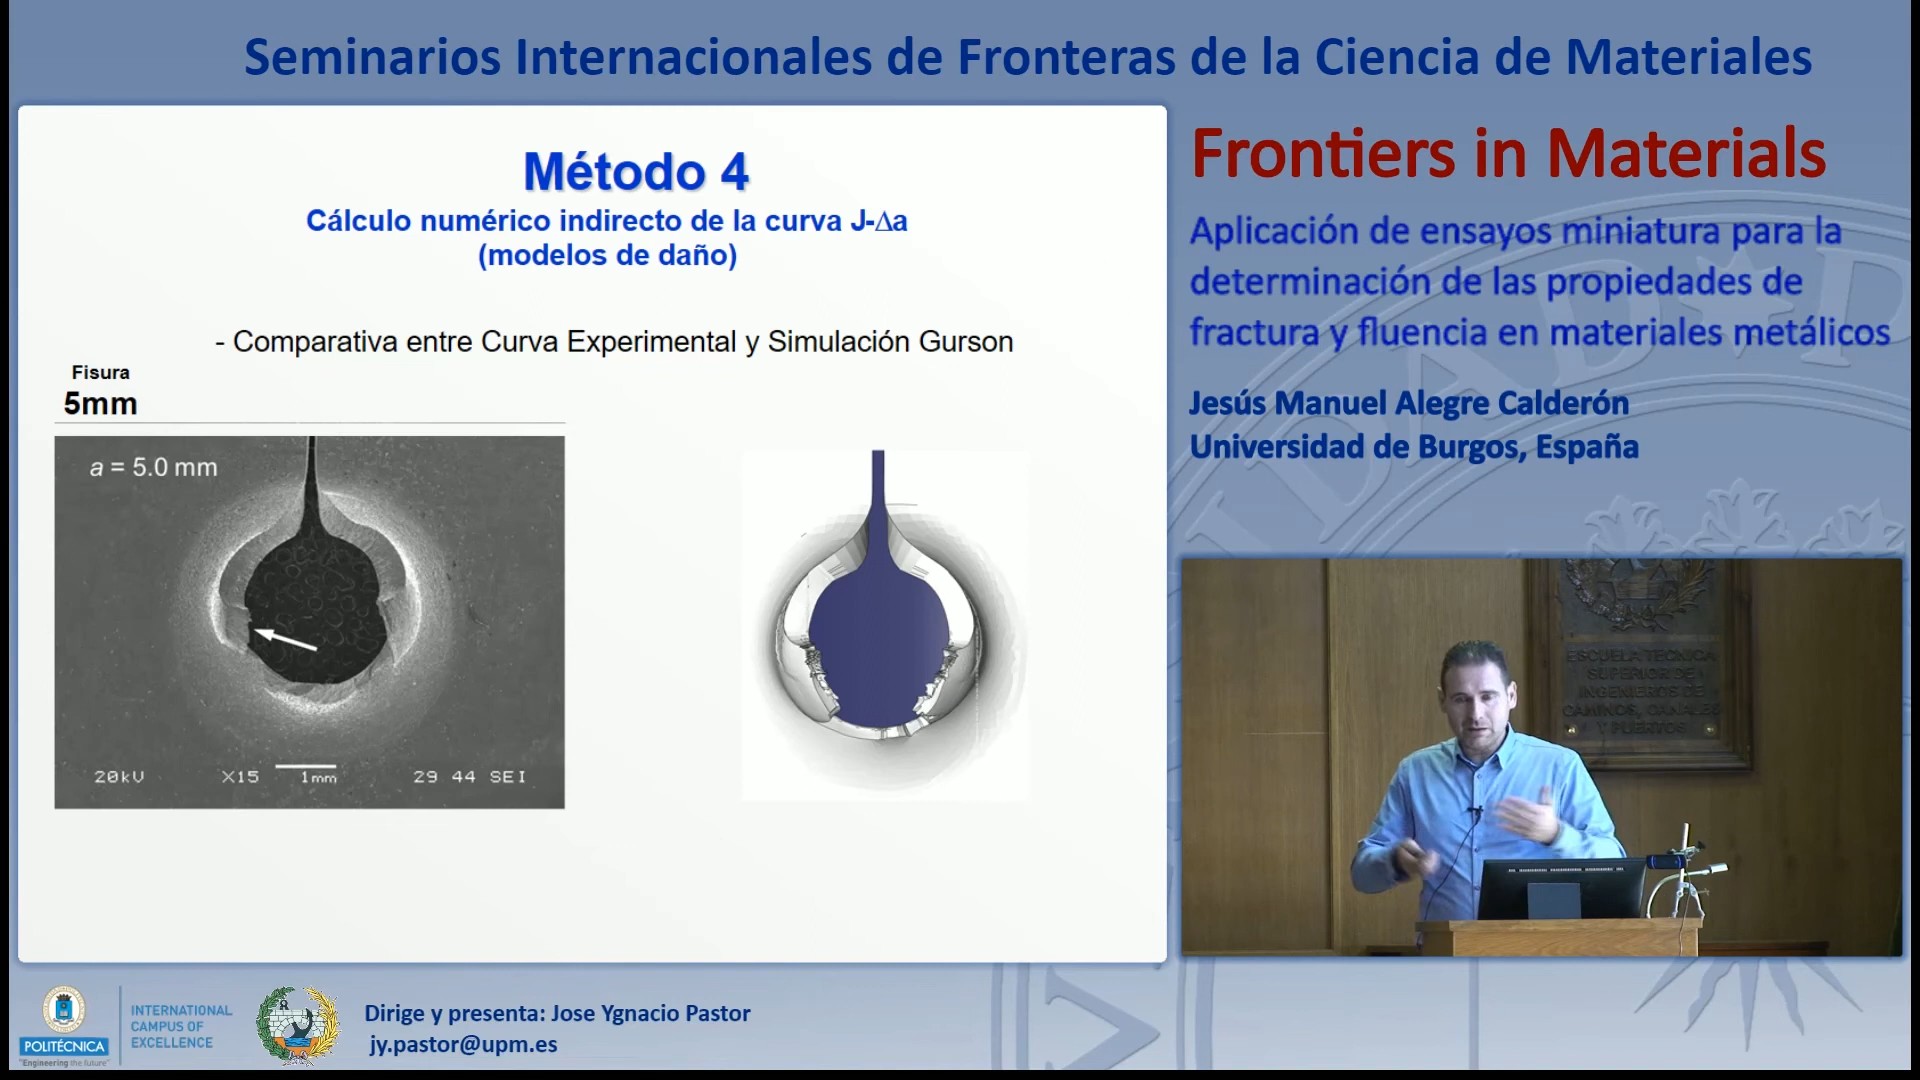 Seminarios Internacionales de Fronteras de la Ciencia de Materiales
Método 4
Cálculo numérico indirecto de la curva J-Δa
(modelos de daño)
- Comparativa entre Curva Experimental y Simulación Gurson
Fisura
5mm
a = 5.0 mm
20kV X15 1mm 29 44 SEI
Frontiers in Materials
Aplicación de ensayos miniatura para la
determinación de las propiedades de
fractura y fluencia en materiales metálicos
Jesús Manuel Alegre Calderón
Universidad de Burgos, España
ESCUELA TECNICA
SUPERIOR DE
INGENIEROS DE
CAMINOS, CANALES
Y PUERTOS
POLITÉCNICA
"Engineering the future"
INTERNATIONAL
CAMPUS OF
EXCELLENCE
Dirige y presenta: Jose Ygnacio Pastor
jy.pastor@upm.es